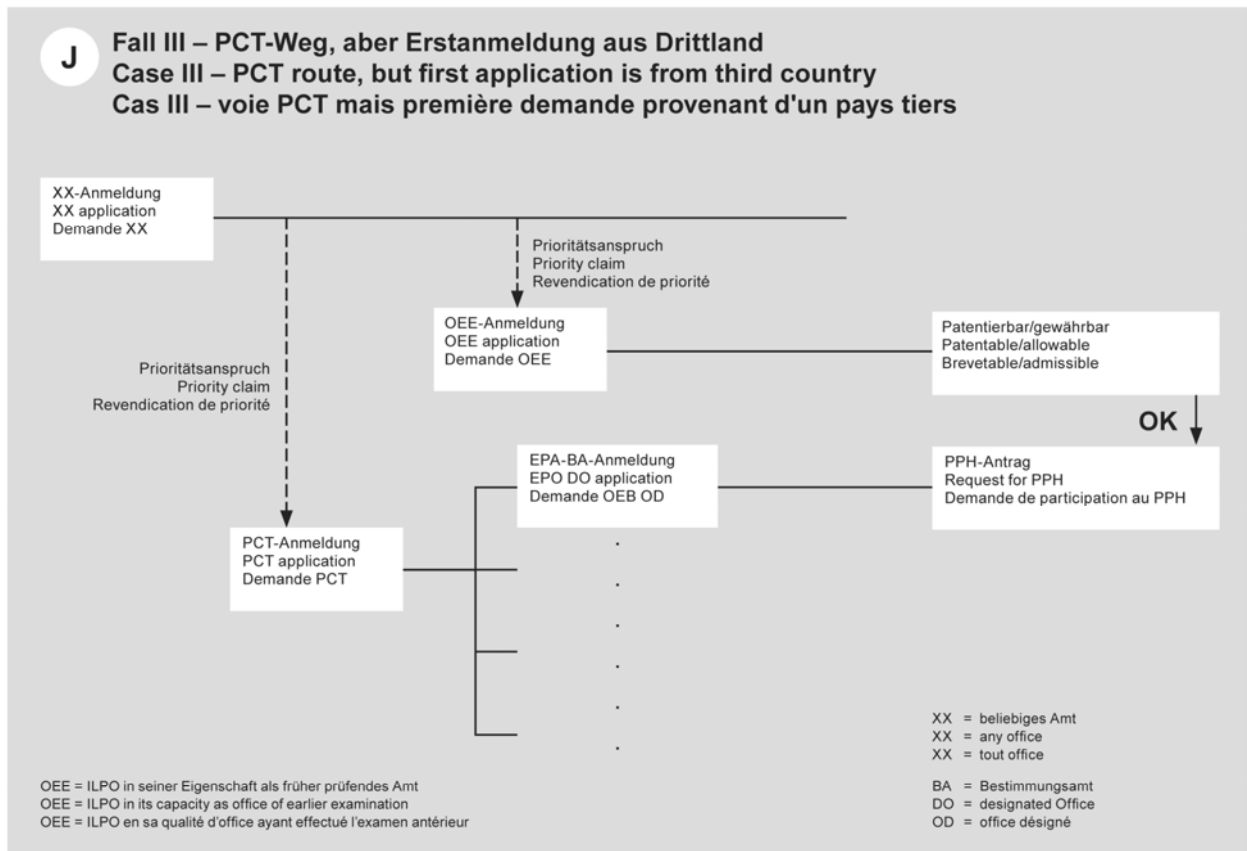 J
Fall III – PCT-Weg, aber Erstanmeldung aus Drittland
Case III – PCT route, but first application is from third country
Cas III – voie PCT mais première demande provenant d'un pays tiers
XX-Anmeldung
XX application
Demande XX
Prioritätsanspruch
Priority claim
Revendication de priorité
OEE-Anmeldung
OEE application
Demande OEE
Patentierbar/gewährbar
Patentable/allowable
Brevetable/admissible
Prioritätsanspruch
Priority claim
Revendication de priorité
OK
EPA-BA-Anmeldung
EPO DO application
Demande OEB OD
PPH-Antrag
Request for PPH
Demande de participation au PPH
PCT-Anmeldung
PCT application
Demande PCT
XX = beliebiges Amt
XX = any office
XX = tout office
OEE = ILPO in seiner Eigenschaft als früher prüfendes Amt
OEE = ILPO in its capacity as office of earlier examination
OEE = ILPO en sa qualité d'office ayant effectué l'examen antérieur
BA = Bestimmungsamt
DO = designated Office
OD = office désigné